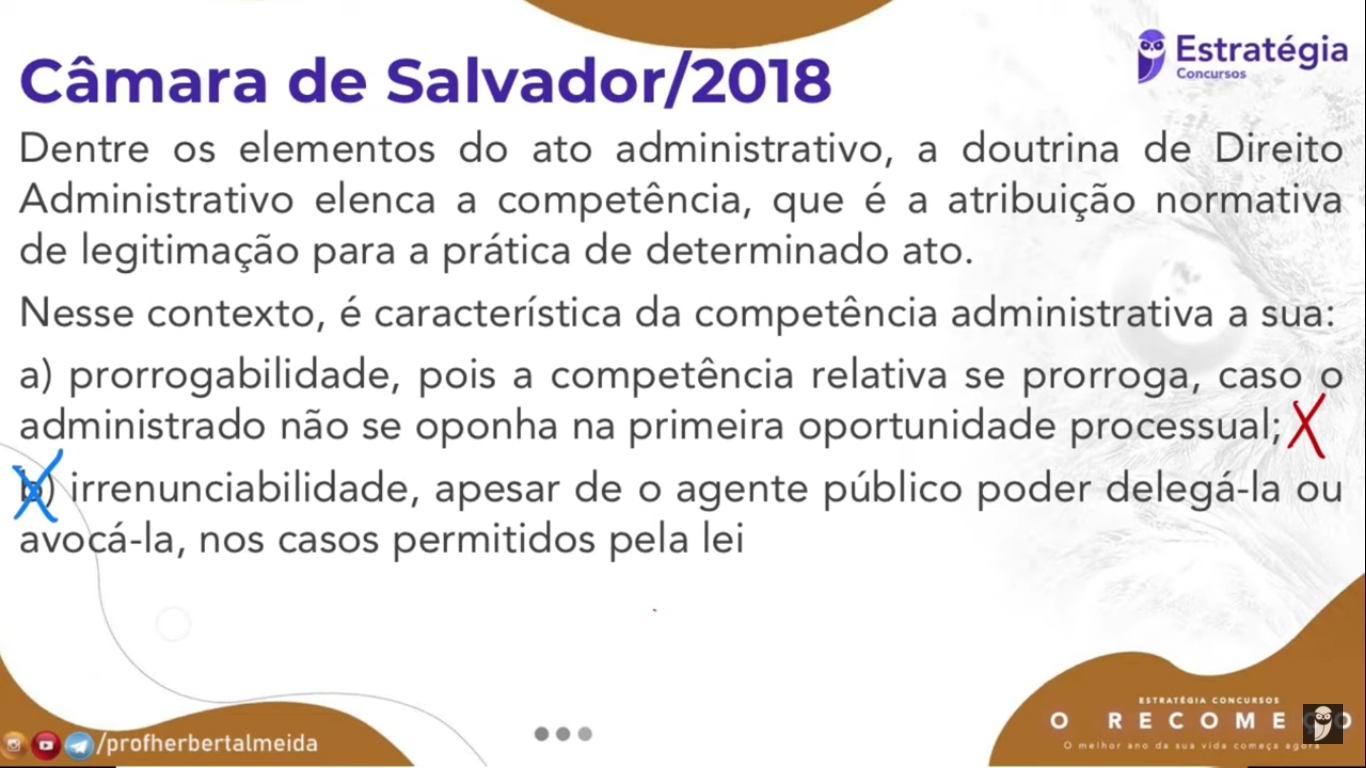 Câmara de Salvador/2018
Estratégia
Concursos
Dentre os elementos do ato administrativo, a doutrina de Direito
Administrativo elenca a competência, que é a atribuição normativa
de legitimação para a prática de determinado ato.
Nesse contexto, é característica da competência administrativa a sua:
a) prorrogabilidade, pois a competência relativa se prorroga, caso o
administrado não se oponha na primeira oportunidade processual;
b) irrenunciabilidade, apesar de o agente público poder delegá-la ou
avocá-la, nos casos permitidos pela lei
ESTRATÉGIA CONCURSOS
O RECOMEÇO
O melhor ano da sua vida começa agora
/profherbertalmeida